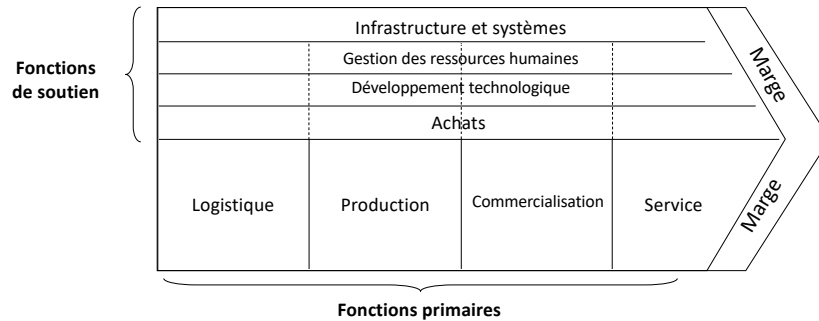 Infrastructure et systèmes
Gestion des ressources humaines
Développement technologique
Achats
Fonctions
de soutien
Marge
Logistique
Production
Commercialisation
Service
Marge
Fonctions primaires